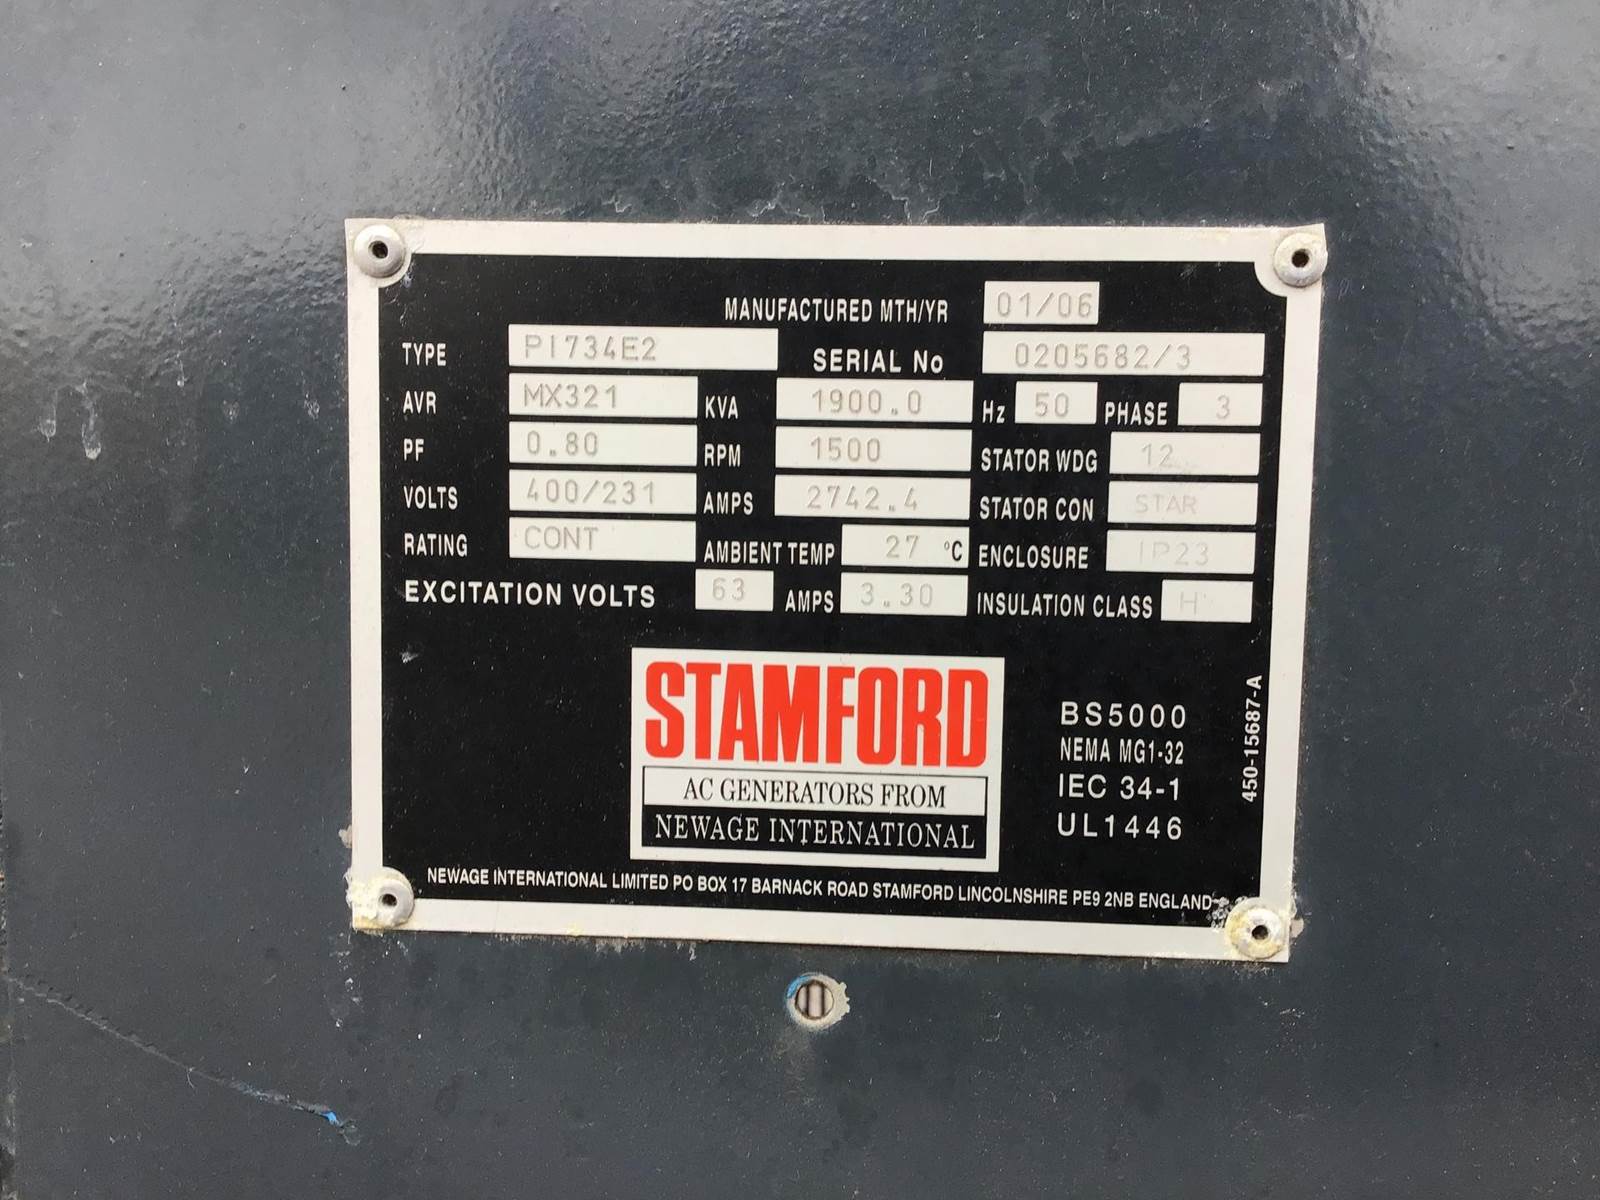 MANUFACTURED MTH/YR 01/06
TYPE PI734E2 SERIAL No 0205682/3
AVR MX321 KVA 1900.0 Hz 50 PHASE 3
PF 0.80 RPM 1500 STATOR WDG 12
VOLTS 400/231 AMPS 2742.4 STATOR CON STAR
RATING CONT AMBIENT TEMP 27 °C ENCLOSURE IP23
EXCITATION VOLTS 63 AMPS 3.30 INSULATION CLASS H
STAMFORD
AC GENERATORS FROM
NEWAGE INTERNATIONAL
BS5000
NEMA MG1-32
IEC 34-1
UL1446
450-15687-A
NEWAGE INTERNATIONAL LIMITED PO BOX 17 BARNACK ROAD STAMFORD LINCOLNSHIRE PE9 2NB ENGLAND